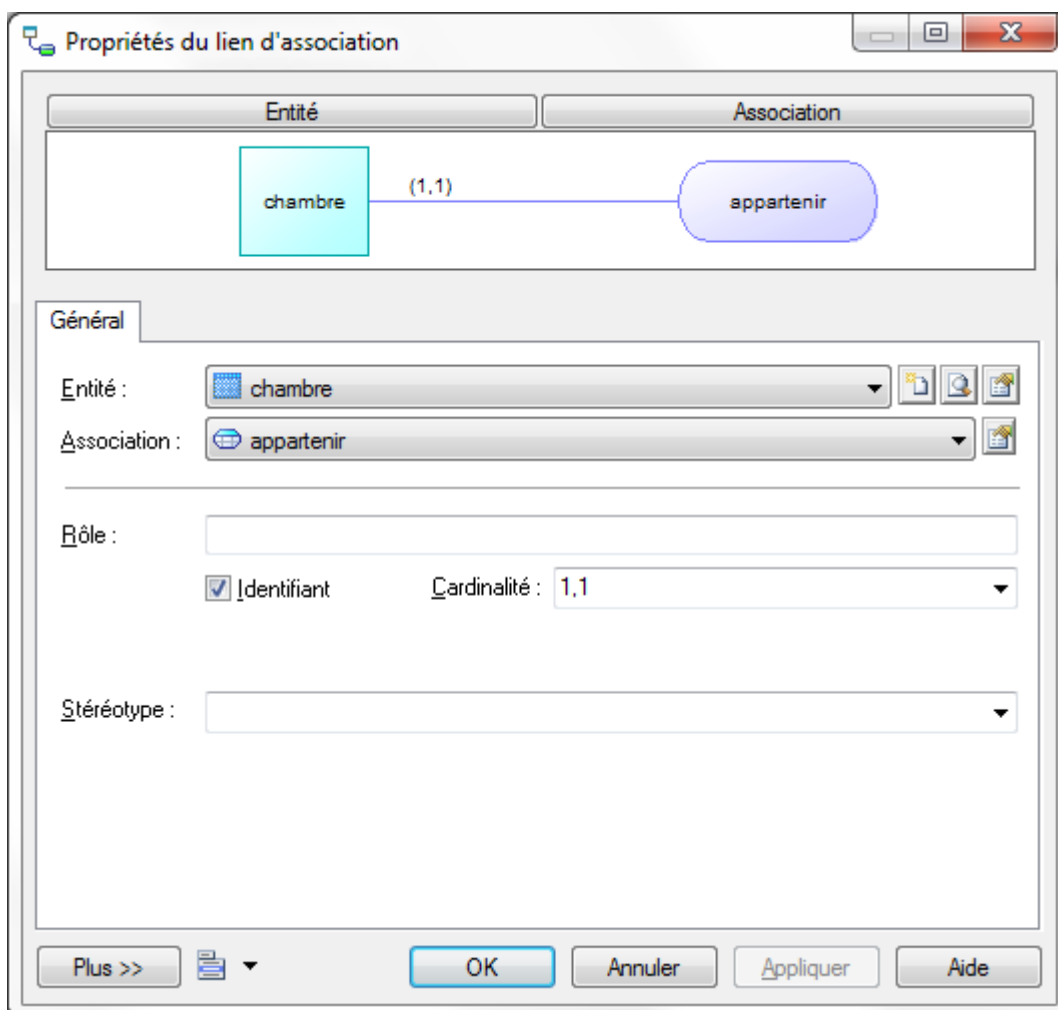 Propriétés du lien d'association
Entité Association
chambre (1,1) appartenir
Général
Entité : chambre
Association : appartenir
Rôle :
Identifiant Cardinalité : 1,1
Stéréotype :
Plus >> OK Annuler Appliquer Aide